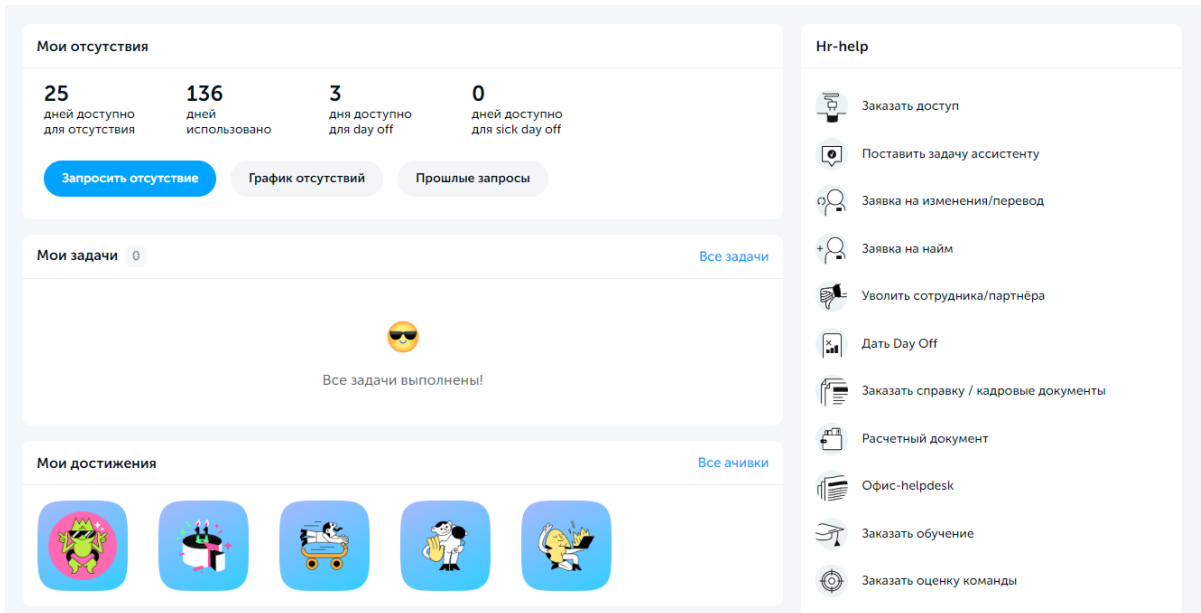 Мои отсутствия
25
дней доступно
для отсутствия
136
дней
использовано
3
дня доступно
для day off
0
дней доступно
для sick day off
Запросить отсутствие
График отсутствий
Прошлые запросы
Мои задачи 0
Все задачи
Все задачи выполнены!
Мои достижения
Все ачивки
Hr-help
Заказать доступ
Поставить задачу ассистенту
Заявка на изменения/перевод
Заявка на найм
Уволить сотрудника/партнёра
Дать Day Off
Заказать справку / кадровые документы
Расчетный документ
Офис-helpdesk
Заказать обучение
Заказать оценку команды